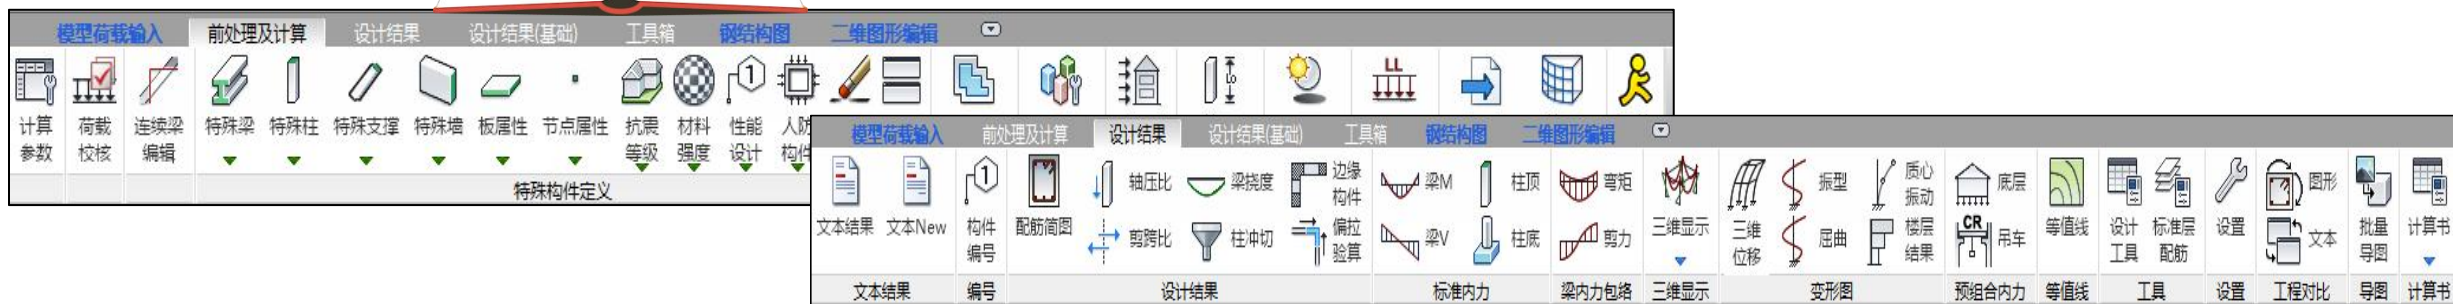 模型荷载输入 前处理及计算 设计结果 设计结果(基础) 工具箱 钢结构图 二维图形编辑
1 Lo LL
计算 荷载 连续梁 特殊梁 特殊柱 特殊支撑 特殊墙 板属性 节点属性 抗震 材料 性能 人防
参数 校核 编辑 等级 强度 设计 构件
特殊构件定义
模型荷载输入 前处理及计算 设计结果 设计结果(基础) 工具箱 钢结构图 二维图形编辑
文本结果 文本New
1
构件
编号
配筋简图
轴压比 梁挠度 边缘
构件
剪跨比 柱冲切 偏拉
验算
梁M 柱顶
梁V 柱底
弯矩
剪力
三维显示
三维
位移
振型 质心
振动
屈曲 楼层
结果
底层
CR 吊车
等值线
设计 标准层
工具 配筋
设置
图形
文本
批量
导图
计算书
文本结果 编号 设计结果 标准内力 梁内力包络 三维显示 变形图 预组合内力 等值线 工具 设置 工程对比 导图 计算书